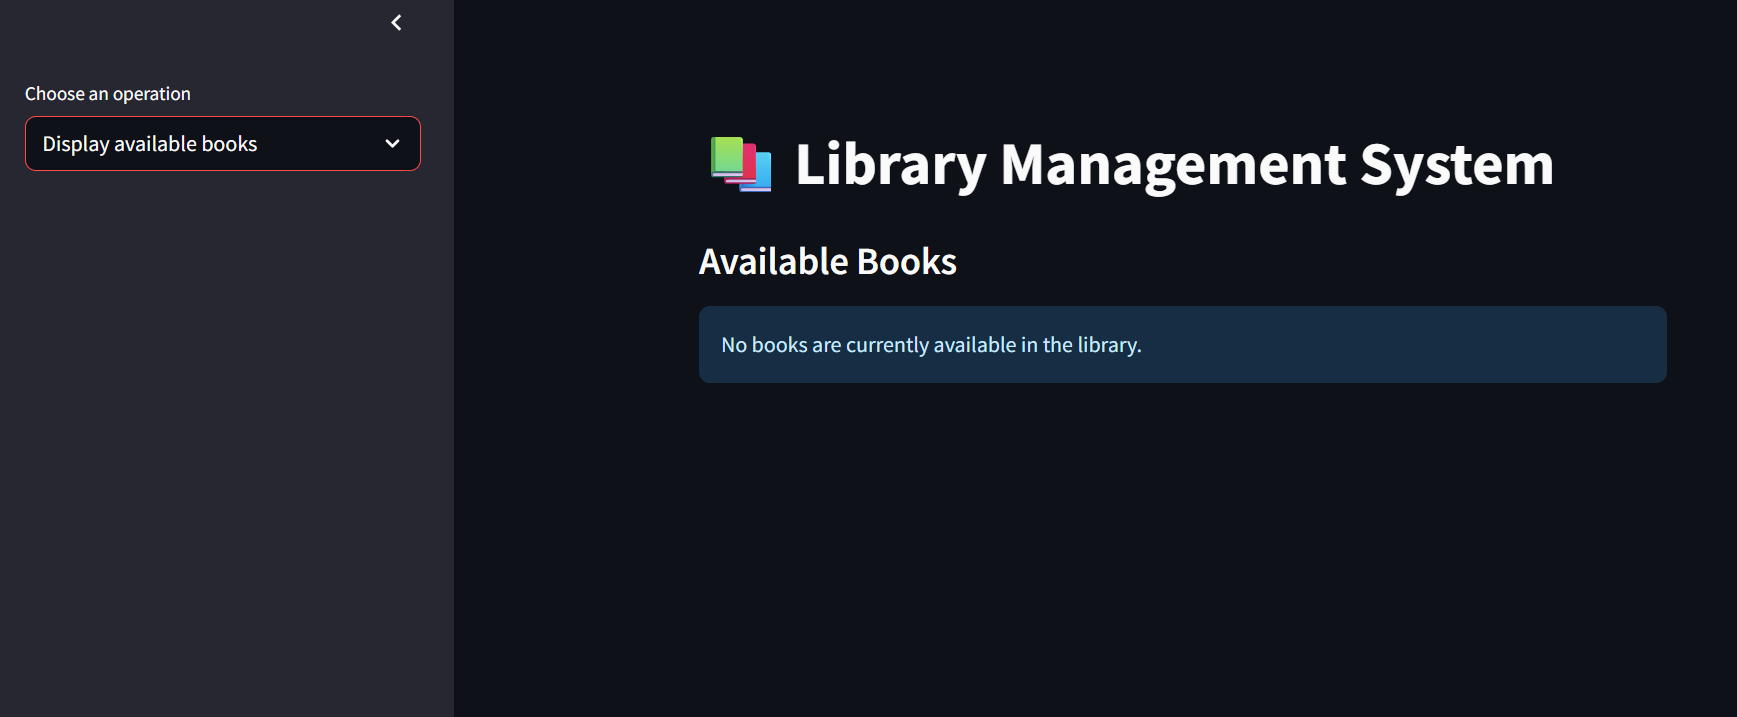 Choose an operation
Display available books
Library Management System
Available Books
No books are currently available in the library.